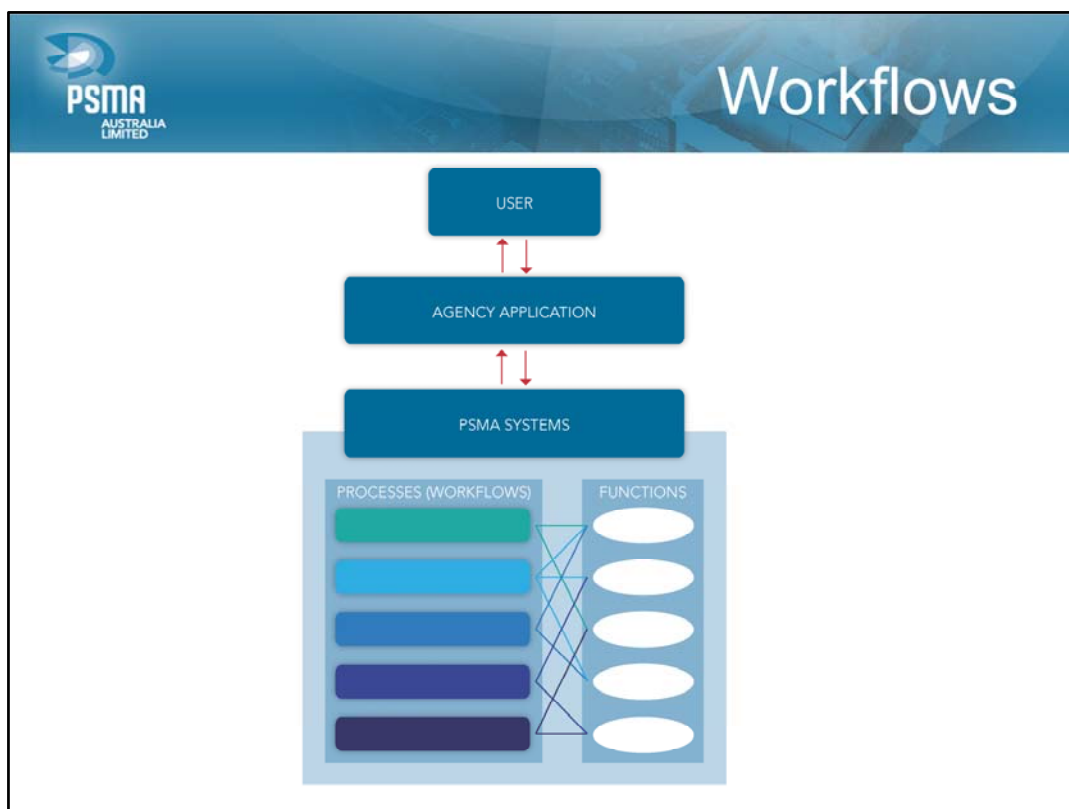 PSMA
AUSTRALIA
LIMITED
Workflows
USER
AGENCY APPLICATION
PSMA SYSTEMS
PROCESSES (WORKFLOWS)
FUNCTIONS